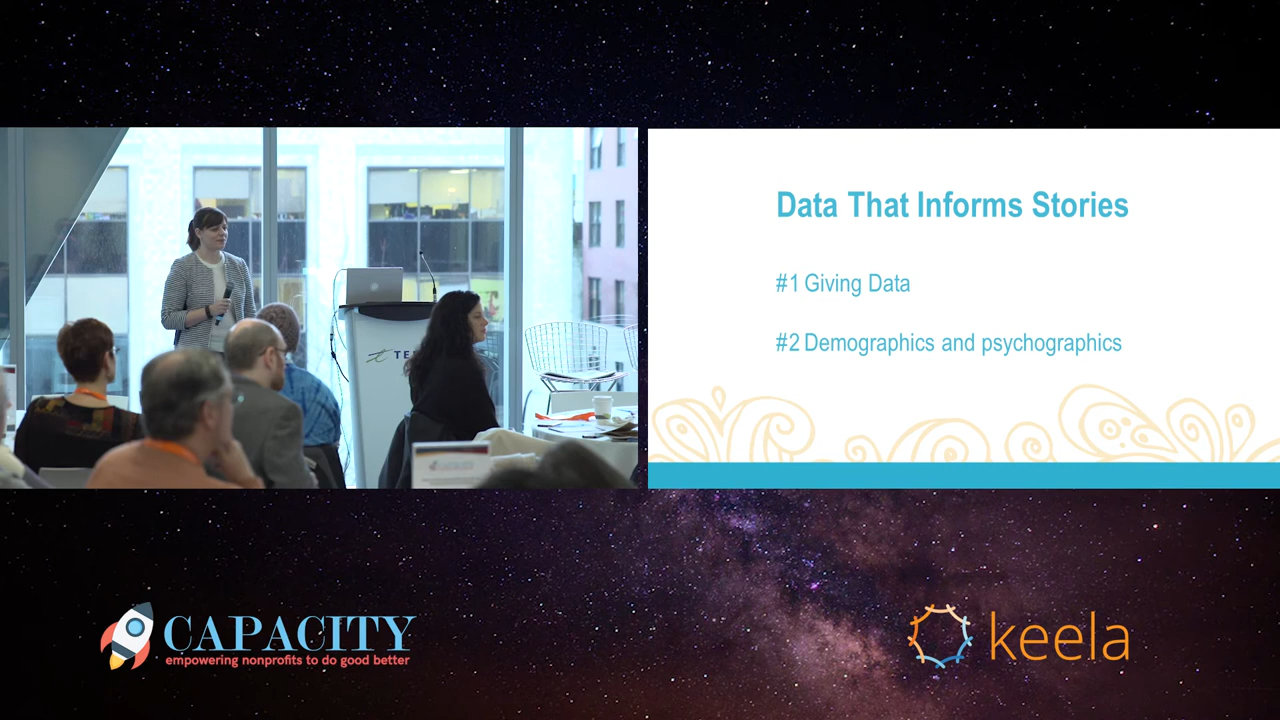 Data That Informs Stories
#1 Giving Data
#2 Demographics and psychographics
CAPACITY
empowering nonprofits to do good better
keela